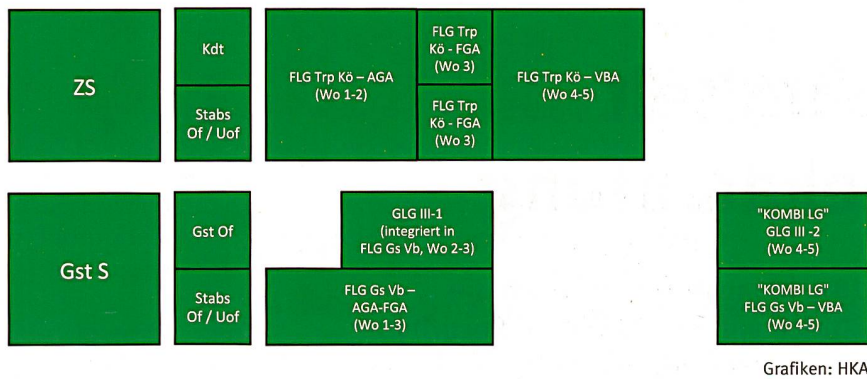 ZS
Kdt
Stabs
Of / Uof
FLG Trp Kö – AGA
(Wo 1-2)
FLG Trp
Kö - FGA
(Wo 3)
FLG Trp
Kö - FGA
(Wo 3)
FLG Trp Kö – VBA
(Wo 4-5)
Gst S
Gst Of
Stabs
Of / Uof
GLG III-1
(integriert in
FLG Gs Vb, Wo 2-3)
FLG Gs Vb –
AGA-FGA
(Wo 1-3)
"KOMBI LG"
GLG III -2
(Wo 4-5)
"KOMBI LG"
FLG Gs Vb – VBA
(Wo 4-5)
Grafiken: HKA